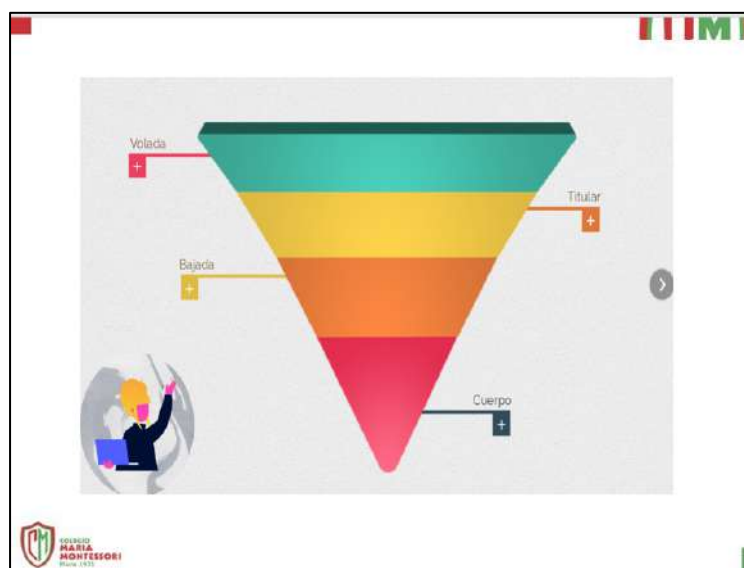 Volada
+
Titular
+
Bajada
+
Cuerpo
+
COLEGIO
MARIA
MONTESSORI